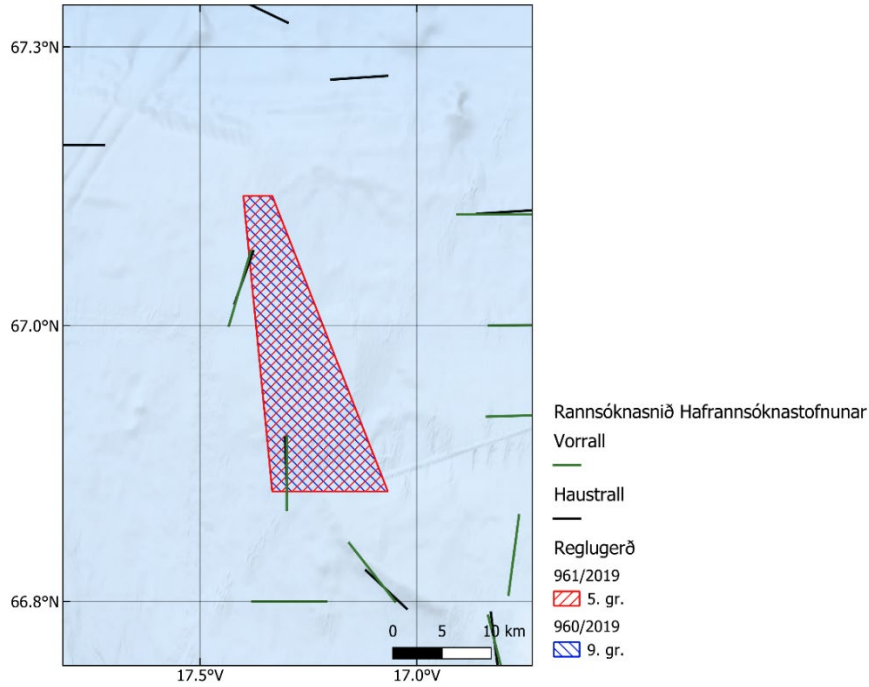 67.3°N
67.0°N
66.8°N
17.5°V
17.0°V
0 5 10 km
Rannsóknasnið Hafrannsóknastofnunar
Vorrall
Haustrall
Reglugerð
961/2019
5. gr.
960/2019
9. gr.